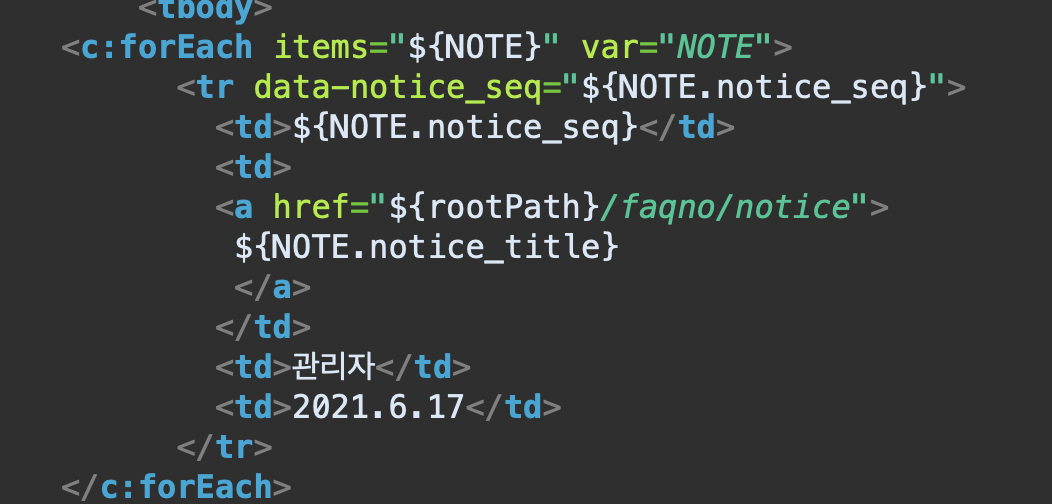 <tbody>
<c:forEach items="${NOTE}" var="NOTE">
<tr data-notice_seq="${NOTE.notice_seq}">
<td>${NOTE.notice_seq}</td>
<td>
<a href="${rootPath}/faqno/notice">
${NOTE.notice_title}
</a>
</td>
<td>관리자</td>
<td>2021.6.17</td>
</tr>
</c:forEach>